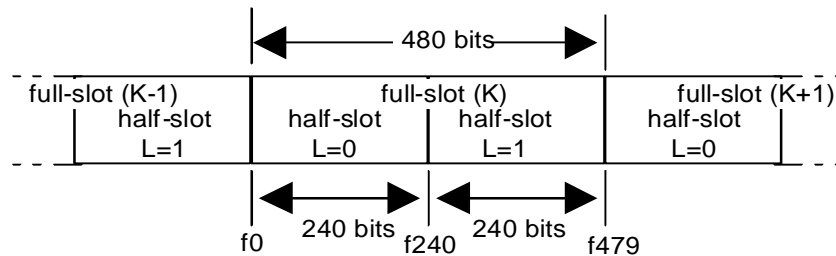 480 bits
full-slot (K-1) full-slot (K) full-slot (K+1)
half-slot half-slot half-slot half-slot
L=1 L=0 L=1 L=0
240 bits 240 bits
f0 f240 f479